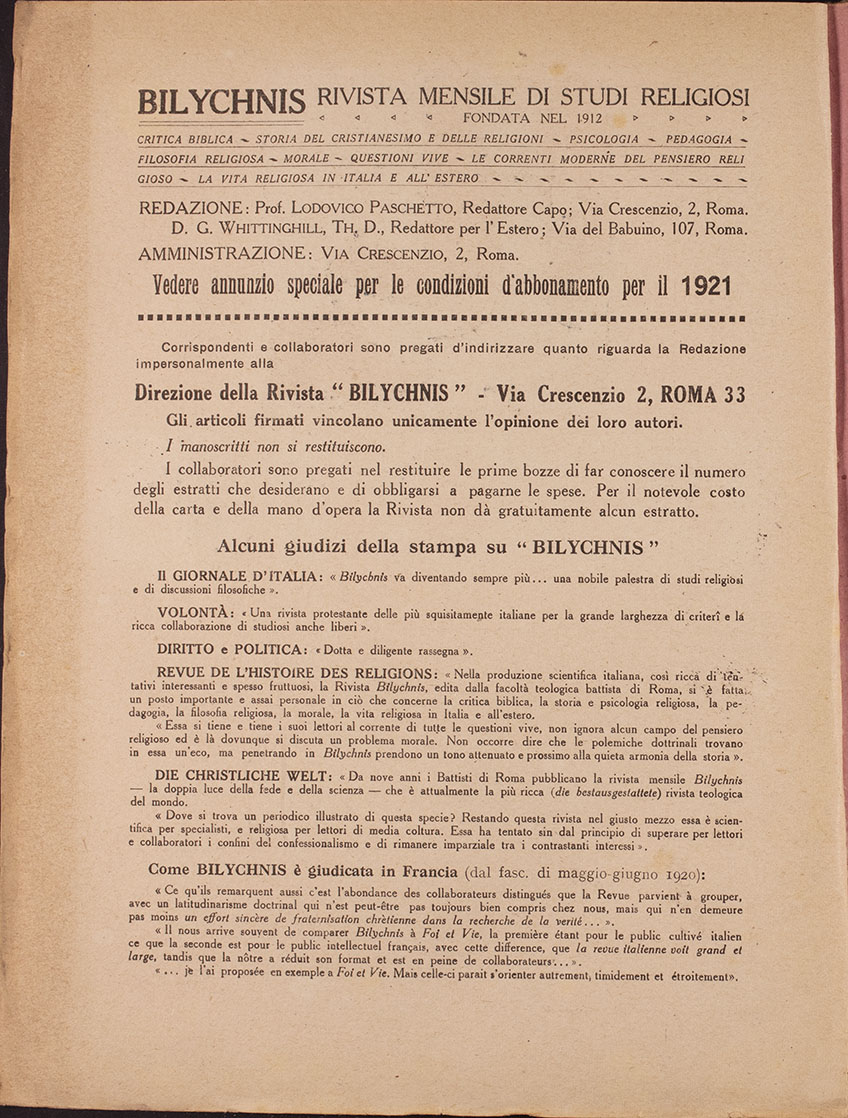 BILYCHNIS RIVISTA MENSILE DI STUDI RELIGIOSI
FONDATA NEL 1912
CRITICA BIBLICA ~ STORIA DEL CRISTIANESIMO E DELLE RELIGIONI ~ PSICOLOGIA ~ PEDAGOGIA ~
FILOSOFIA RELIGIOSA ~ MORALE ~ QUESTIONI VIVE ~ LE CORRENTI MODERNE DEL PENSIERO RELI
GIOSO ~ LA VITA RELIGIOSA IN ITALIA E ALL' ESTERO ~ ~ ~ ~ ~ ~ ~ ~ ~ ~ ~
REDAZIONE: Prof. LODOVICO PASCHETTO, Redattore Capo; Via Crescenzio, 2, Roma.
D. G. WHITTINGHILL, TH. D., Redattore per l'Estero; Via del Babuino, 107, Roma.
AMMINISTRAZIONE: VIA CRESCENZIO, 2, Roma.
Vedere annunzio speciale per le condizioni d'abbonamento per il 1921
Corrispondenti e collaboratori sono pregati d'indirizzare quanto riguarda la Redazione
impersonalmente alla
Direzione della Rivista " BILYCHNIS " - Via Crescenzio 2, ROMA 33
Gli articoli firmati vincolano unicamente l'opinione dei loro autori.
I manoscritti non si restituiscono.
I collaboratori sono pregati nel restituire le prime bozze di far conoscere il numero
degli estratti che desiderano e di obbligarsi a pagarne le spese. Per il notevole costo
della carta e della mano d'opera la Rivista non dà gratuitamente alcun estratto.
Alcuni giudizi della stampa su " BILYCHNIS "
Il GIORNALE D'ITALIA: « Bilychnis va diventando sempre più... una nobile palestra di studi religiosi
e di discussioni filosofiche ».
VOLONTÀ: « Una rivista protestante delle più squisitamente italiane per la grande larghezza di criterî e la
ricca collaborazione di studiosi anche liberi ».
DIRITTO e POLITICA: « Dotta e diligente rassegna ».
REVUE DE L'HISTOIRE DES RELIGIONS: « Nella produzione scientifica italiana, così ricca di ten-
tativi interessanti e spesso fruttuosi, la Rivista Bilychnis, edita dalla facoltà teologica battista di Roma, si è fatta
un posto importante e assai personale in ciò che concerne la critica biblica, la storia e psicologia religiosa, la pe-
dagogia, la filosofia religiosa, la morale, la vita religiosa in Italia e all'estero.
« Essa si tiene e tiene i suoi lettori al corrente di tutte le questioni vive, non ignora alcun campo del pensiero
religioso ed è là dovunque si discuta un problema morale. Non occorre dire che le polemiche dottrinali trovano
in essa un'eco, ma penetrando in Bilychnis prendono un tono attenuato e prossimo alla quieta armonia della storia ».
DIE CHRISTLICHE WELT: « Da nove anni i Battisti di Roma pubblicano la rivista mensile Bilychnis
— la doppia luce della fede e della scienza — che è attualmente la più ricca (die bestausgestattete) rivista teologica
del mondo.
« Dove si trova un periodico illustrato di questa specie? Restando questa rivista nel giusto mezzo essa è scien-
tifica per specialisti, e religiosa per lettori di media coltura. Essa ha tentato sin dal principio di superare per lettori
e collaboratori i confini del confessionalismo e di rimanere imparziale tra i contrastanti interessi ».
Come BILYCHNIS è giudicata in Francia (dal fasc. di maggio-giugno 1920):
« Ce qu'ils remarquent aussi c'est l'abondance des collaborateurs distingués que la Revue parvient à grouper,
avec un latitudinarisme doctrinal qui n'est peut-être pas toujours bien compris chez nous, mais qui n'en demeure
pas moins un effort sincère de fraternisation chrètienne dans la recherche de la verité... ».
« Il nous arrive souvent de comparer Bilychnis à Foi et Vie, la première étant pour le public cultivé italien
ce que la seconde est pour le public intellectuel français, avec cette différence, que la revue italienne voit grand et
large, tandis que la nôtre a réduit son format et est en peine de collaborateurs... ».
« ... je l'ai proposée en exemple a Foi et Vie. Mais celle-ci parait s'orienter autrement, timidement et étroitement».